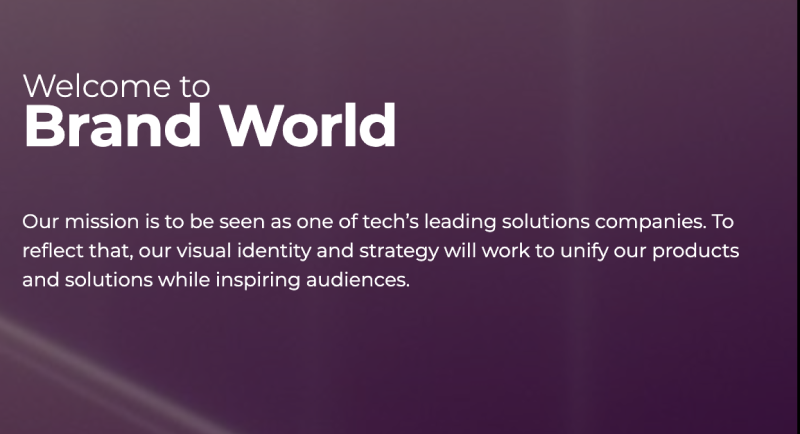 Welcome to
Brand World
Our mission is to be seen as one of tech’s leading solutions companies. To
reflect that, our visual identity and strategy will work to unify our products
and solutions while inspiring audiences.